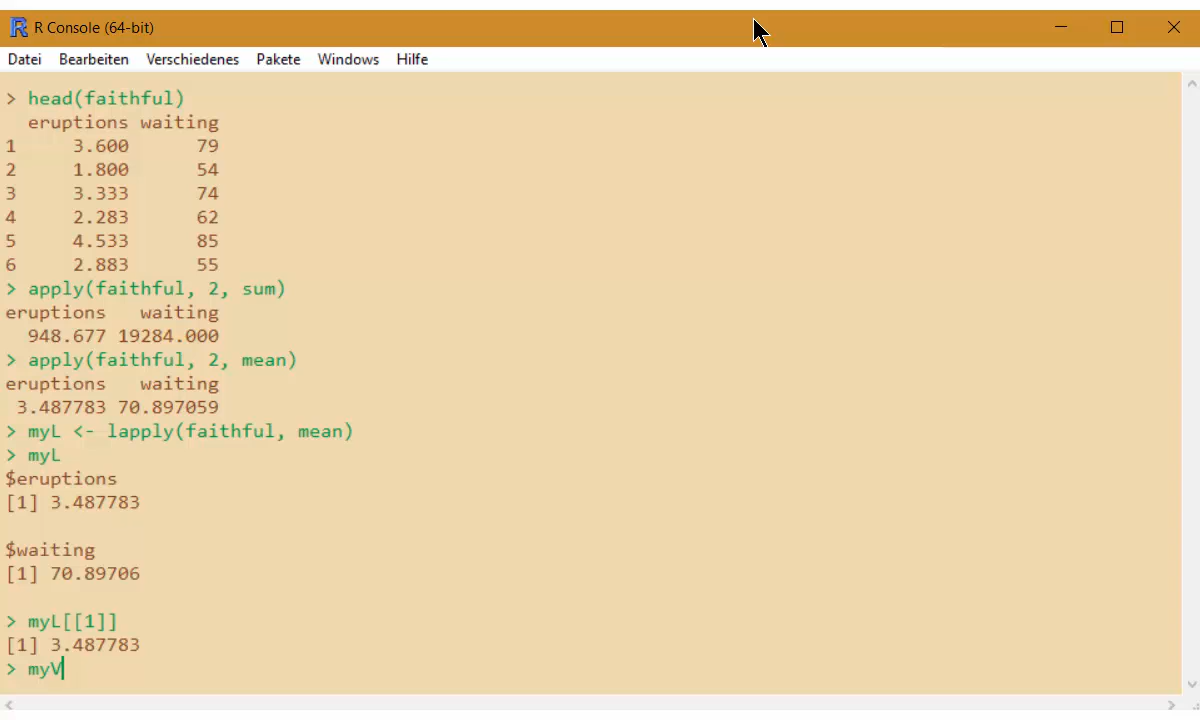 R Console (64-bit)
Datei Bearbeiten Verschiedenes Pakete Windows Hilfe
> head(faithful)
  eruptions waiting
1     3.600      79
2     1.800      54
3     3.333      74
4     2.283      62
5     4.533      85
6     2.883      55
> apply(faithful, 2, sum)
eruptions   waiting
  948.677 19284.000
> apply(faithful, 2, mean)
eruptions   waiting
 3.487783 70.897059
> myL <- lapply(faithful, mean)
> myL
$eruptions
[1] 3.487783
$waiting
[1] 70.89706
> myL[[1]]
[1] 3.487783
> myV